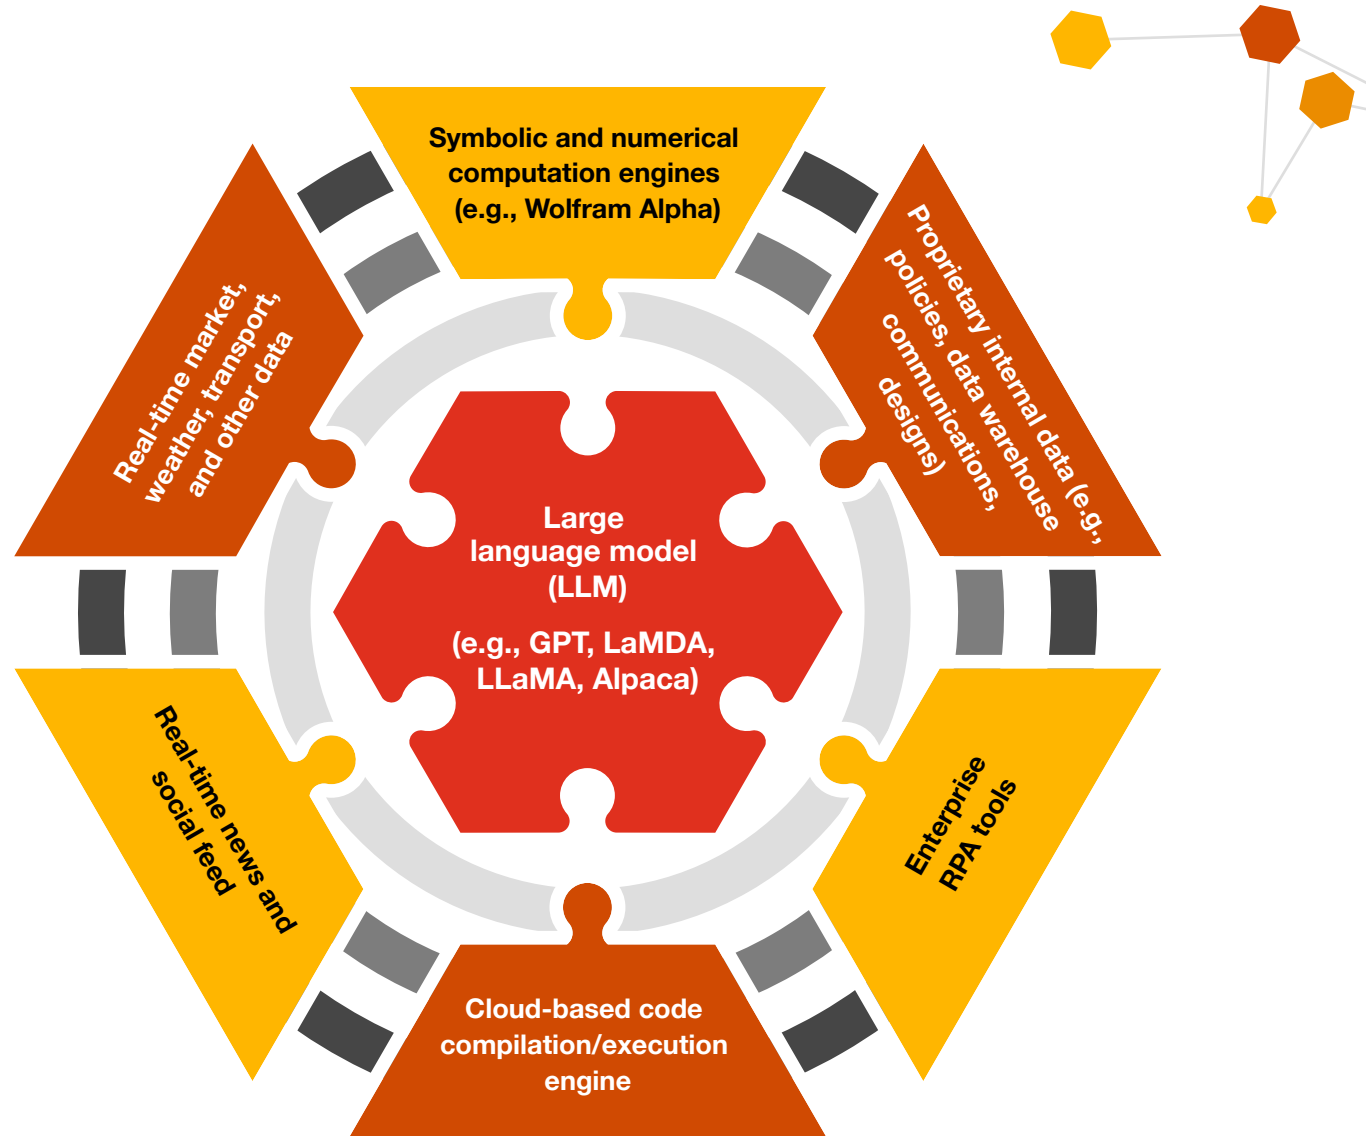 Symbolic and numerical
computation engines
(e.g., Wolfram Alpha)
Proprietary internal data (e.g.,
policies, data warehouse
communications,
designs)
Enterprise
RPA tools
Cloud-based code
compilation/execution
engine
Real-time news and
social feed
Real-time market,
weather, transport,
and other data
Large
language model
(LLM)
(e.g., GPT, LaMDA,
LLaMA, Alpaca)